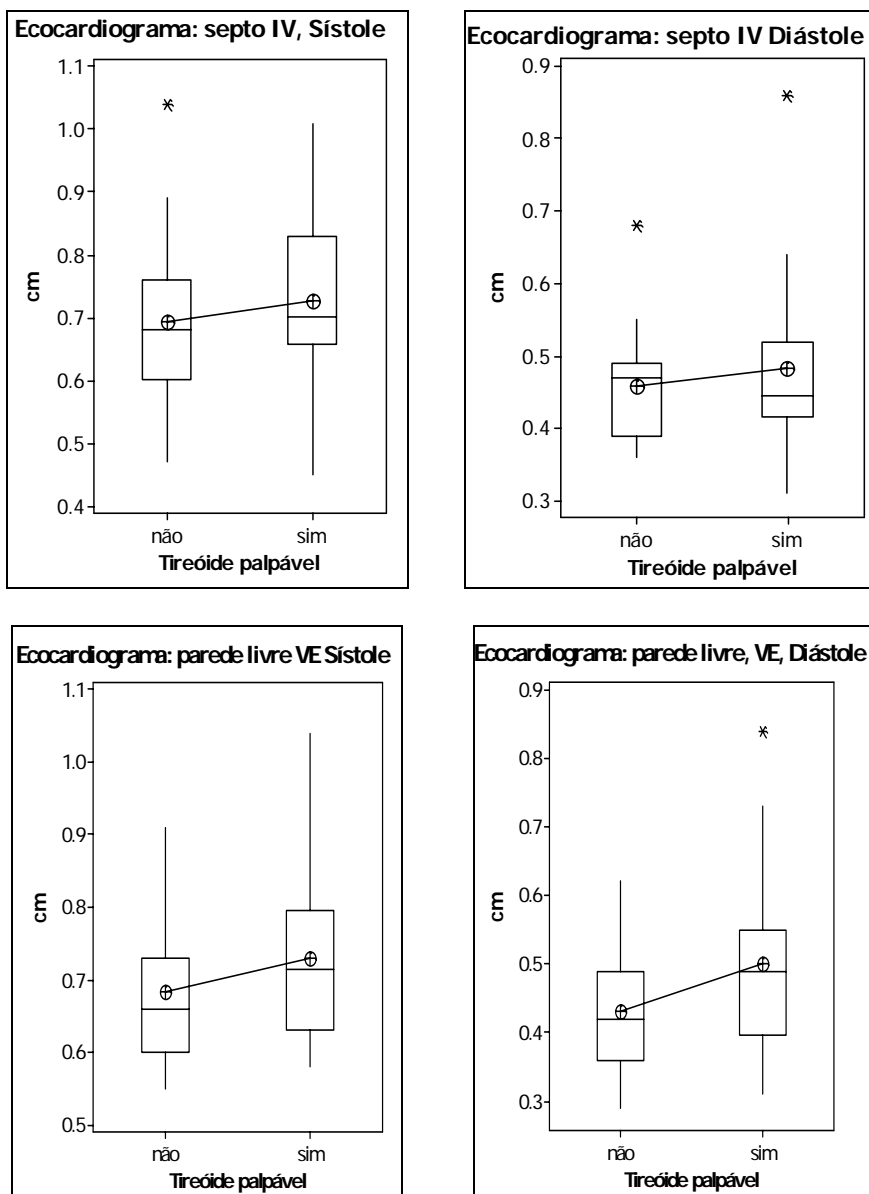 Ecocardiograma: septo IV, Sístole
1.1
1.0
0.9
0.8
0.7
0.6
0.5
0.4
cm
não sim
Tireóide palpável
Ecocardiograma: septo IV Diástole
0.9
0.8
0.7
0.6
0.5
0.4
0.3
cm
não sim
Tireóide palpável
Ecocardiograma: parede livre VE Sístole
1.1
1.0
0.9
0.8
0.7
0.6
0.5
cm
não sim
Tireóide palpável
Ecocardiograma: parede livre, VE, Diástole
0.9
0.8
0.7
0.6
0.5
0.4
0.3
cm
não sim
Tireóide palpável